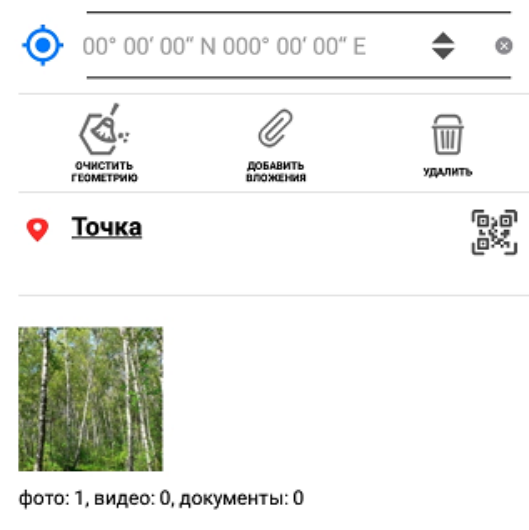 00° 00′ 00″ N 000° 00′ 00″ E
ОЧИСТИТЬ
ГЕОМЕТРИЮ
ДОБАВИТЬ
ВЛОЖЕНИЯ
УДАЛИТЬ
Точка
фото: 1, видео: 0, документы: 0